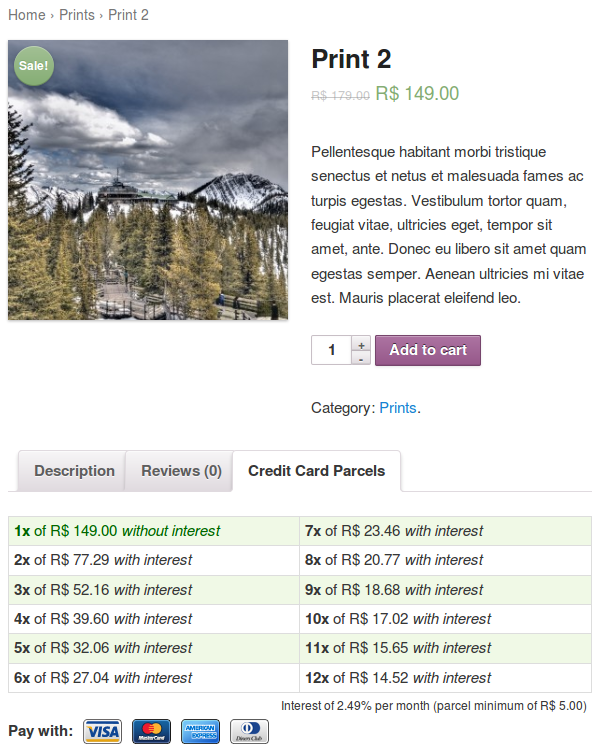 Home › Prints › Print 2
Sale!
Print 2
R$ 179.00 R$ 149.00
Pellentesque habitant morbi tristique
senectus et netus et malesuada fames ac
turpis egestas. Vestibulum tortor quam,
feugiat vitae, ultricies eget, tempor sit
amet, ante. Donec eu libero sit amet quam
egestas semper. Aenean ultricies mi vitae
est. Mauris placerat eleifend leo.
1 + - Add to cart
Category: Prints.
Description Reviews (0) Credit Card Parcels
1x of R$ 149.00 without interest 7x of R$ 23.46 with interest
2x of R$ 77.29 with interest 8x of R$ 20.77 with interest
3x of R$ 52.16 with interest 9x of R$ 18.68 with interest
4x of R$ 39.60 with interest 10x of R$ 17.02 with interest
5x of R$ 32.06 with interest 11x of R$ 15.65 with interest
6x of R$ 27.04 with interest 12x of R$ 14.52 with interest
Interest of 2.49% per month (parcel minimum of R$ 5.00)
Pay with: VISA MasterCard AMERICAN EXPRESS Diners Club